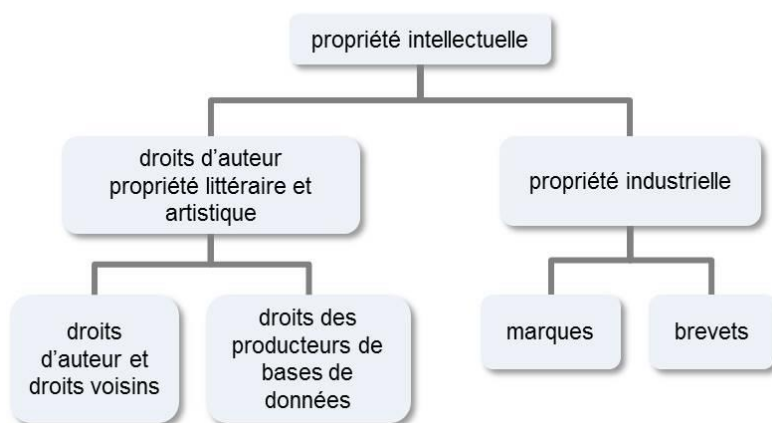 propriété intellectuelle
droits d'auteur
propriété littéraire et
artistique
propriété industrielle
droits
d'auteur et
droits voisins
droits des
producteurs de
bases de
données
marques
brevets